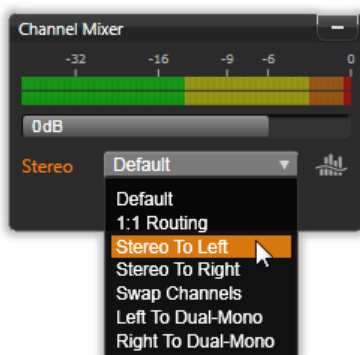 Channel Mixer
-32 -16 -9 -6 0
0dB
Stereo Default
Default
1:1 Routing
Stereo To Left
Stereo To Right
Swap Channels
Left To Dual-Mono
Right To Dual-Mono